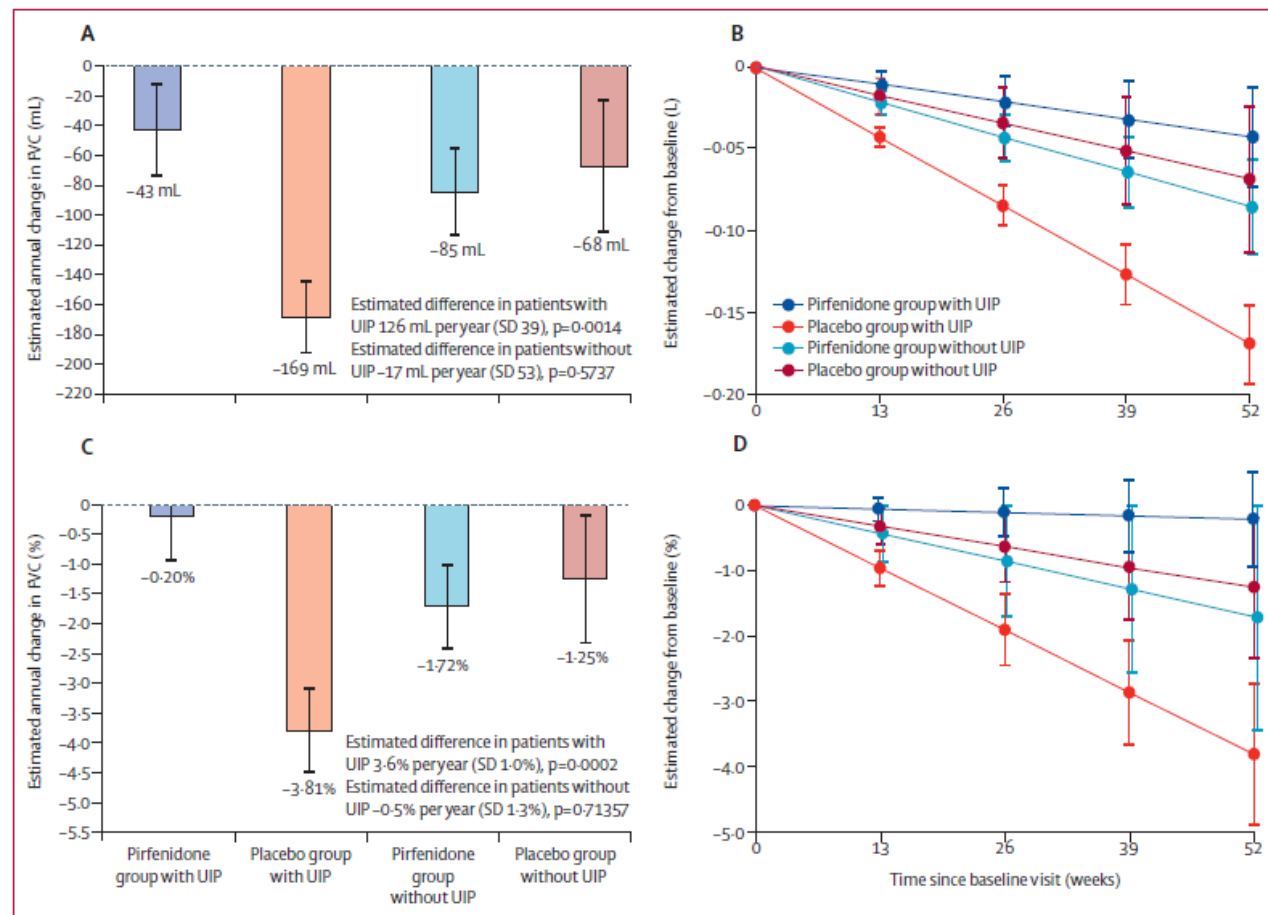 A
Estimated annual change in FVC (mL)
0
−20
−40
−60
−80
−100
−120
−140
−160
−180
−200
−220
−43 mL
−169 mL
−85 mL
−68 mL
Estimated difference in patients with
UIP 126 mL per year (SD 39), p=0·0014
Estimated difference in patients without
UIP −17 mL per year (SD 53), p=0·5737
B
Estimated change from baseline (L)
0
−0·05
−0·10
−0·15
−0·20
Pirfenidone group with UIP
Placebo group with UIP
Pirfenidone group without UIP
Placebo group without UIP
0 13 26 39 52
C
Estimated annual change in FVC (%)
0
−0·5
−1·0
−1·5
−2·0
−2·5
−3·0
−3·5
−4·0
−4·5
−5·0
−5·5
−0·20%
−3·81%
−1·72%
−1·25%
Estimated difference in patients with
UIP 3·6% per year (SD 1·0%), p=0·0002
Estimated difference in patients without
UIP −0·5% per year (SD 1·3%), p=0·71357
Pirfenidone
group with UIP
Placebo group
with UIP
Pirfenidone
group
without UIP
Placebo group
without UIP
D
Estimated change from baseline (%)
0
−1·0
−2·0
−3·0
−4·0
−5·0
0 13 26 39 52
Time since baseline visit (weeks)